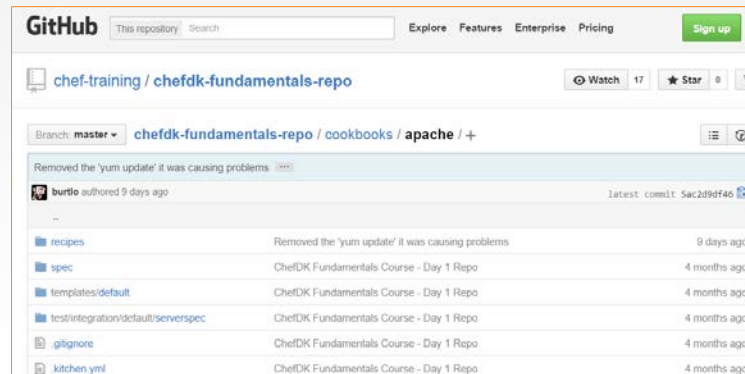 GitHub This repository Search Explore Features Enterprise Pricing Sign up
chef-training / chefdk-fundamentals-repo Watch 17 Star 0
Branch: master chefdk-fundamentals-repo / cookbooks / apache / +
Removed the 'yum update' it was causing problems ...
burtlo authored 9 days ago latest commit 5ac2d9df46
..
recipes Removed the 'yum update' it was causing problems 9 days ago
spec ChefDK Fundamentals Course - Day 1 Repo 4 months ago
templates/default ChefDK Fundamentals Course - Day 1 Repo 4 months ago
test/integration/default/serverspec ChefDK Fundamentals Course - Day 1 Repo 4 months ago
.gitignore ChefDK Fundamentals Course - Day 1 Repo 4 months ago
.kitchen.yml ChefDK Fundamentals Course - Day 1 Repo 4 months ago